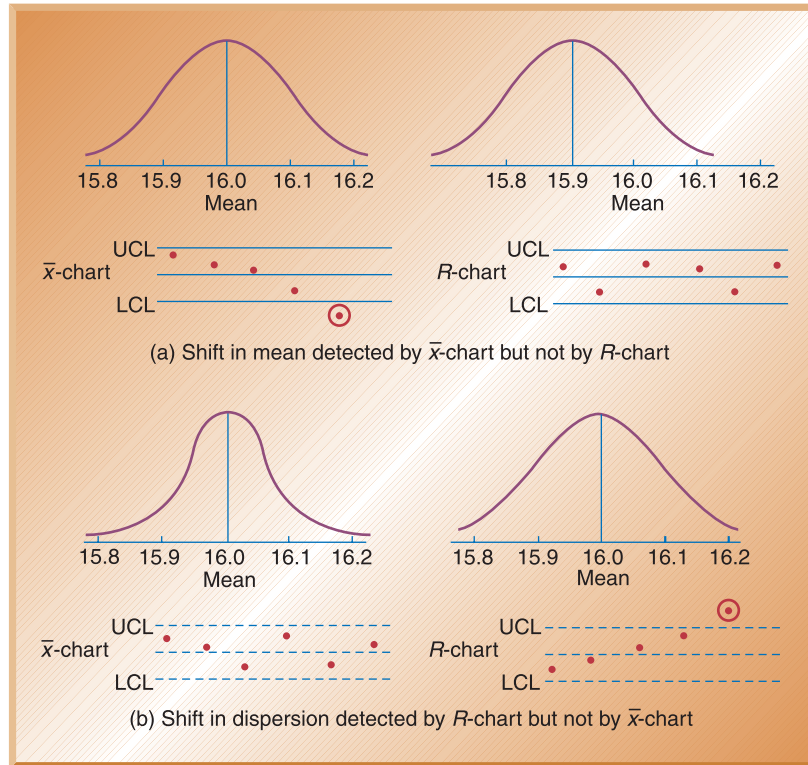 15.8 15.9 16.0 16.1 16.2
Mean
15.8 15.9 16.0 16.1 16.2
Mean
UCL
x̄-chart
LCL
UCL
R-chart
LCL
(a) Shift in mean detected by x̄-chart but not by R-chart
15.8 15.9 16.0 16.1 16.2
Mean
15.8 15.9 16.0 16.1 16.2
Mean
UCL
x̄-chart
LCL
UCL
R-chart
LCL
(b) Shift in dispersion detected by R-chart but not by x̄-chart